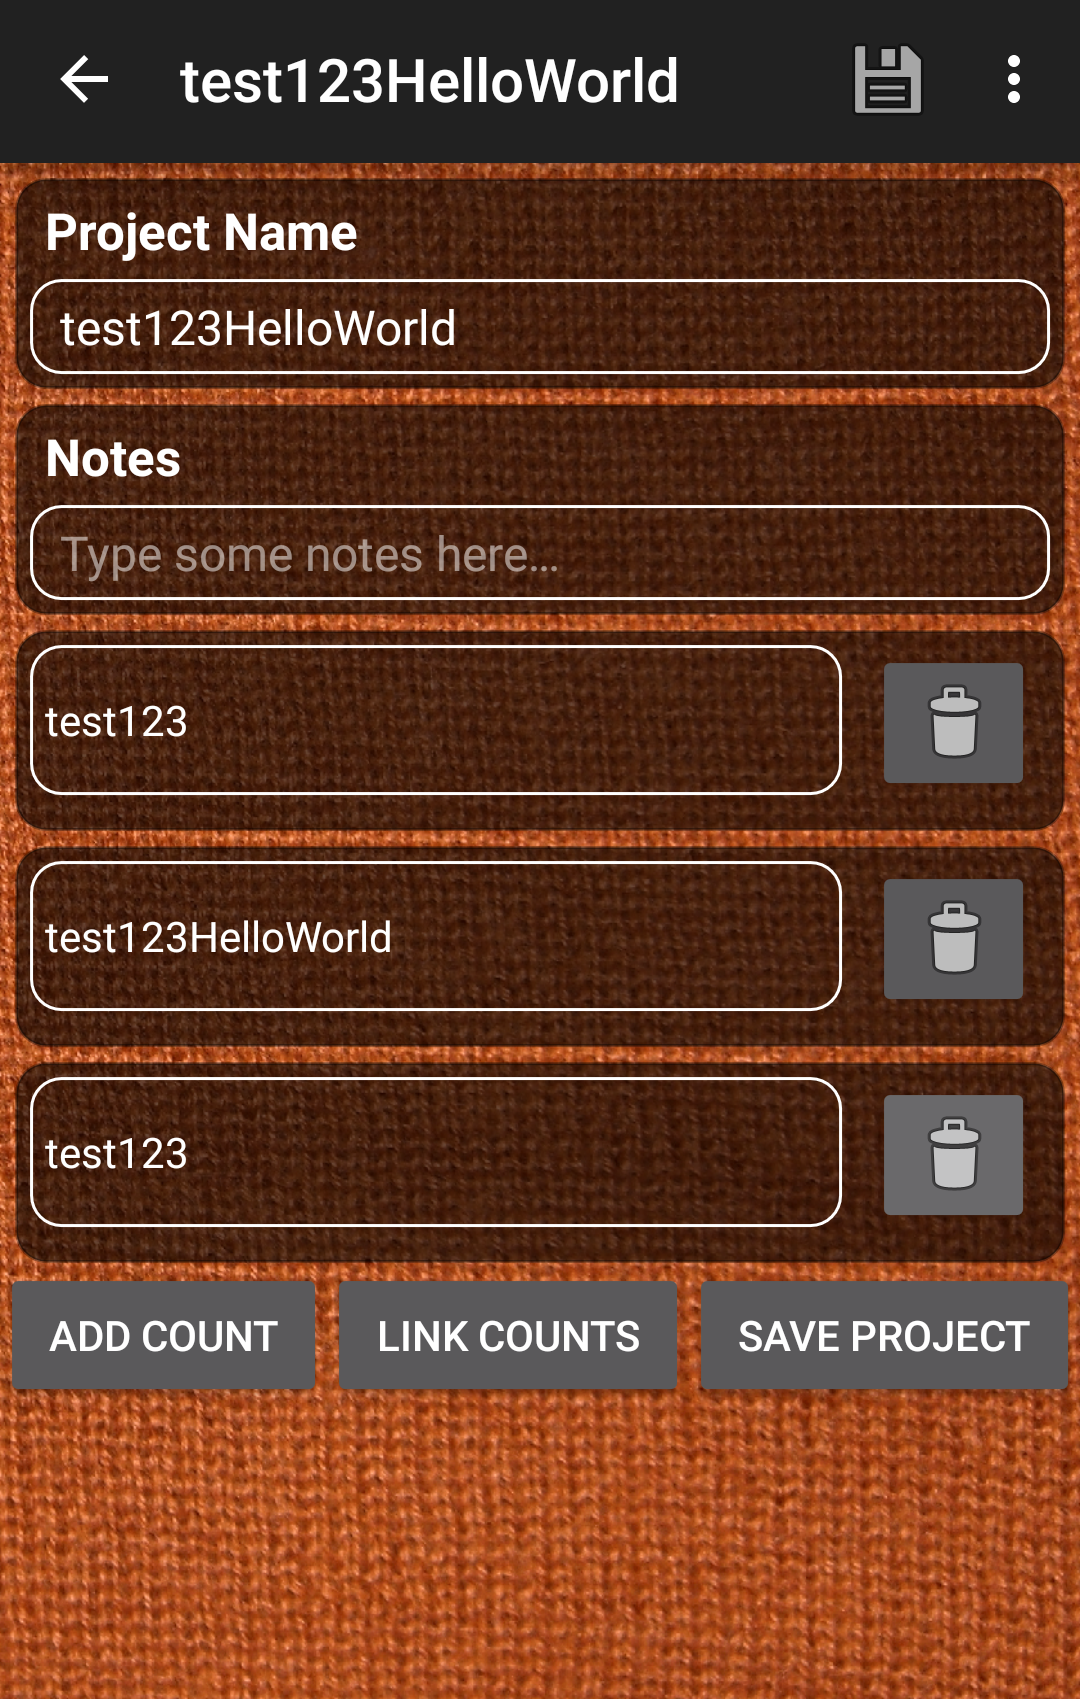 test123HelloWorld
Project Name
test123HelloWorld
Notes
Type some notes here...
test123
test123HelloWorld
test123
ADD COUNT
LINK COUNTS
SAVE PROJECT